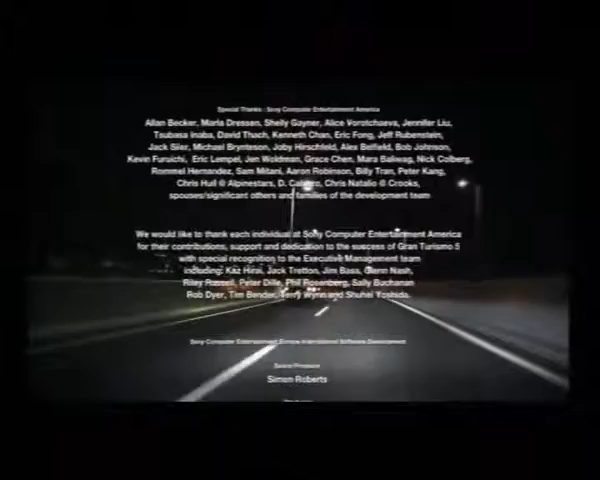 Special Thanks : Sony Computer Entertainment America
Allan Becker, Marla Dressen, Shelly Gayner, Alice Vorotchaeva, Jennifer Liu,
Tsubasa Inaba, David Thach, Kenneth Chan, Eric Fong, Jeff Rubenstein,
Jack Siler, Michael Brynteson, Joby Hirschfeld, Alex Belfield, Bob Johnson,
Kevin Furuichi, Eric Lempel, Jen Woldman, Grace Chen, Mara Baliwag, Nick Colberg,
Rommel Hernandez, Sam Mitani, Aaron Robinson, Billy Tran, Peter Kang,
Chris Hull @ Alpinestars, D. Chris Natalio @ Crooks,
spouses/significant others and families of the development team
We would like to thank each individual at Sony Computer Entertainment America
for their contributions, support and dedication to the success of Gran Turismo 5
with special recognition to the Executive Management team
including: Kaz Hirai, Jack Tretton, Jim Bass, Glenn Nash,
Riley Russell, Peter Dille, Phil Rosenberg, Sally Buchanan
Rob Dyer, Tim Bender, Terry Wynn and Shuhei Yoshida.
Sony Computer Entertainment Europe International Software Development
Senior Producer
Simon Roberts